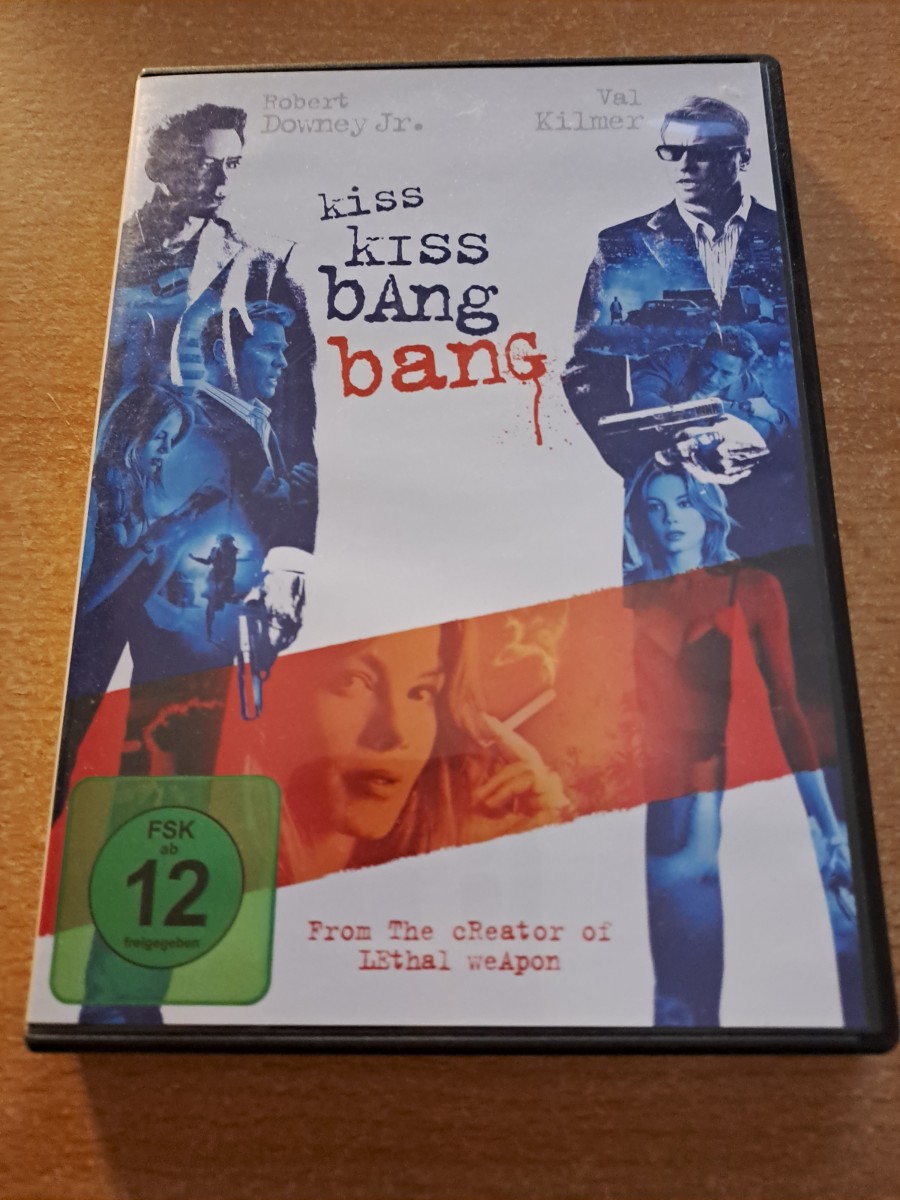 Robert
Downey Jr.
Val
Kilmer
kiss
kIss
bAng
banG
FSK
ab
12
freigegeben
From The cReator of
LEthal weApon